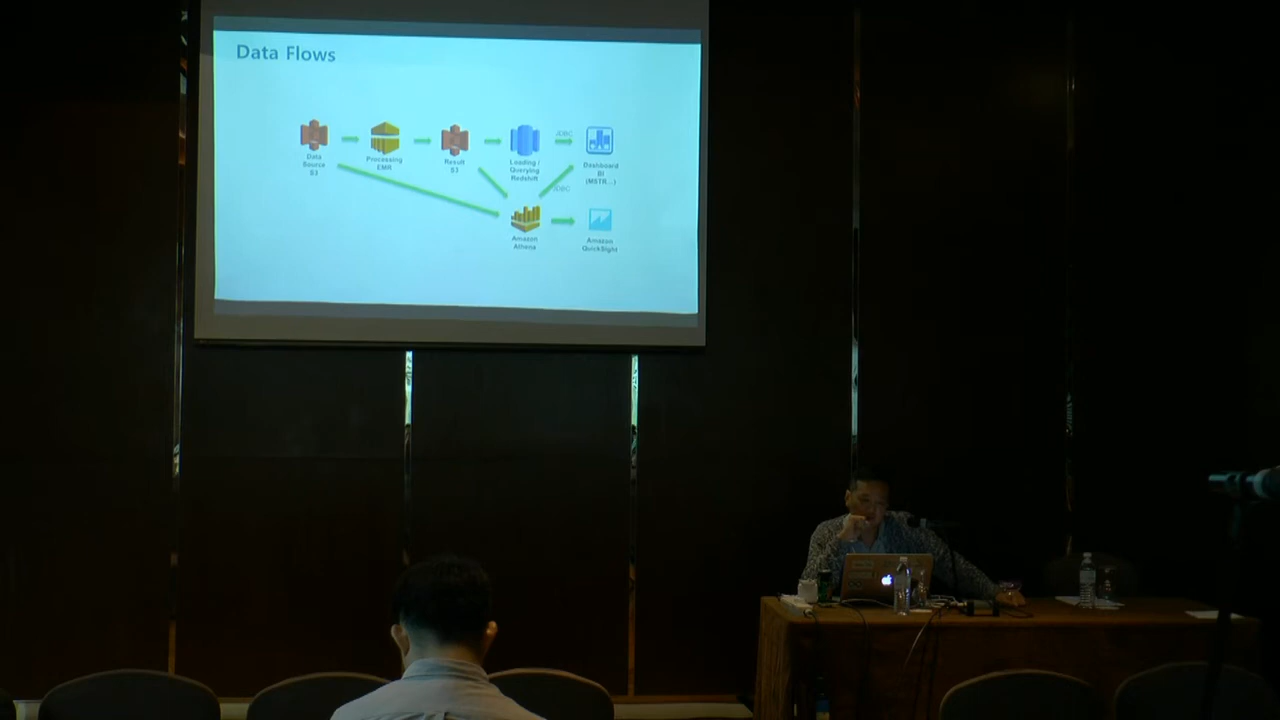 Data Flows
Data
Source
S3
Processing
EMR
Result
S3
Loading /
Querying
Redshift
JDBC
Dashboard
BI
(MSTR...)
JDBC
Amazon
Athena
Amazon
QuickSight